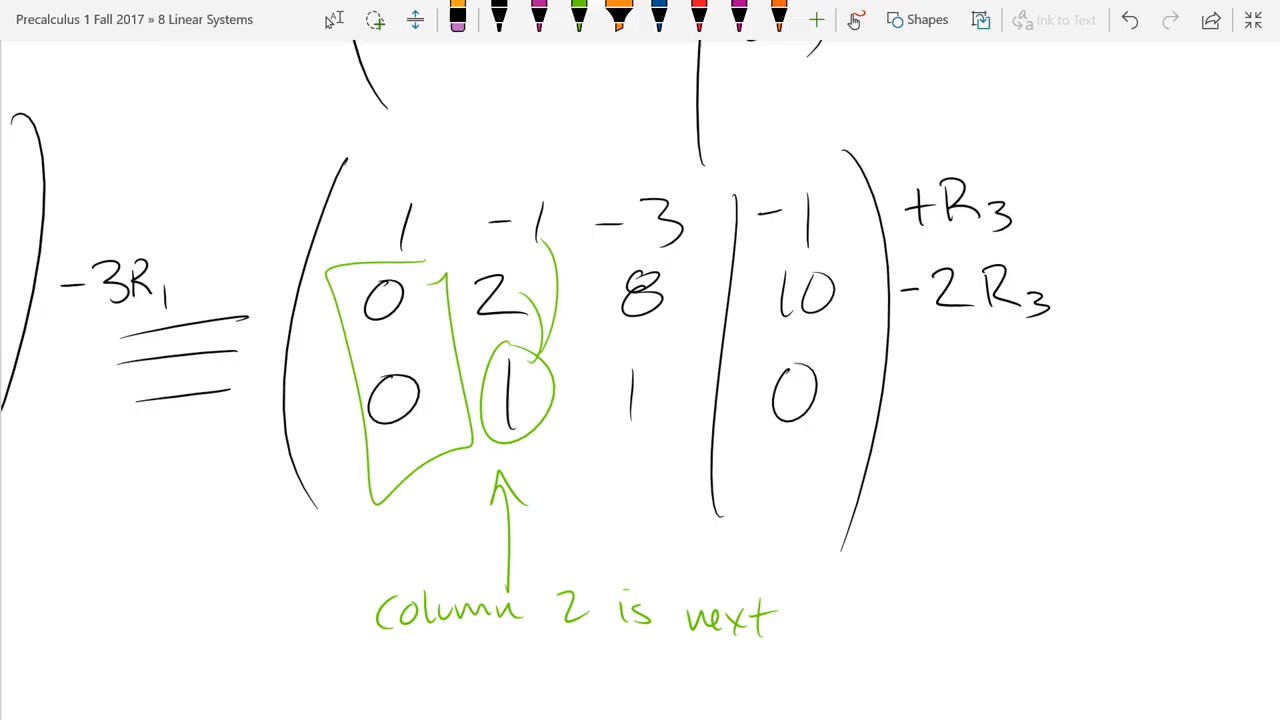 Precalculus 1 Fall 2017 » 8 Linear Systems Shapes Ink to Text
1 -1 -3 | -1 +R3
-3R1 0 2 8 | 10 -2R3
0 1 1 | 0
column 2 is next